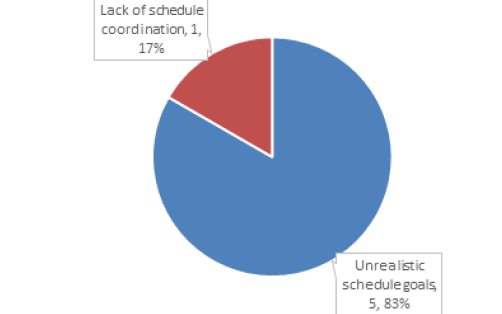 Lack of schedule
coordination, 1,
17%
Unrealistic
schedule goals,
5, 83%